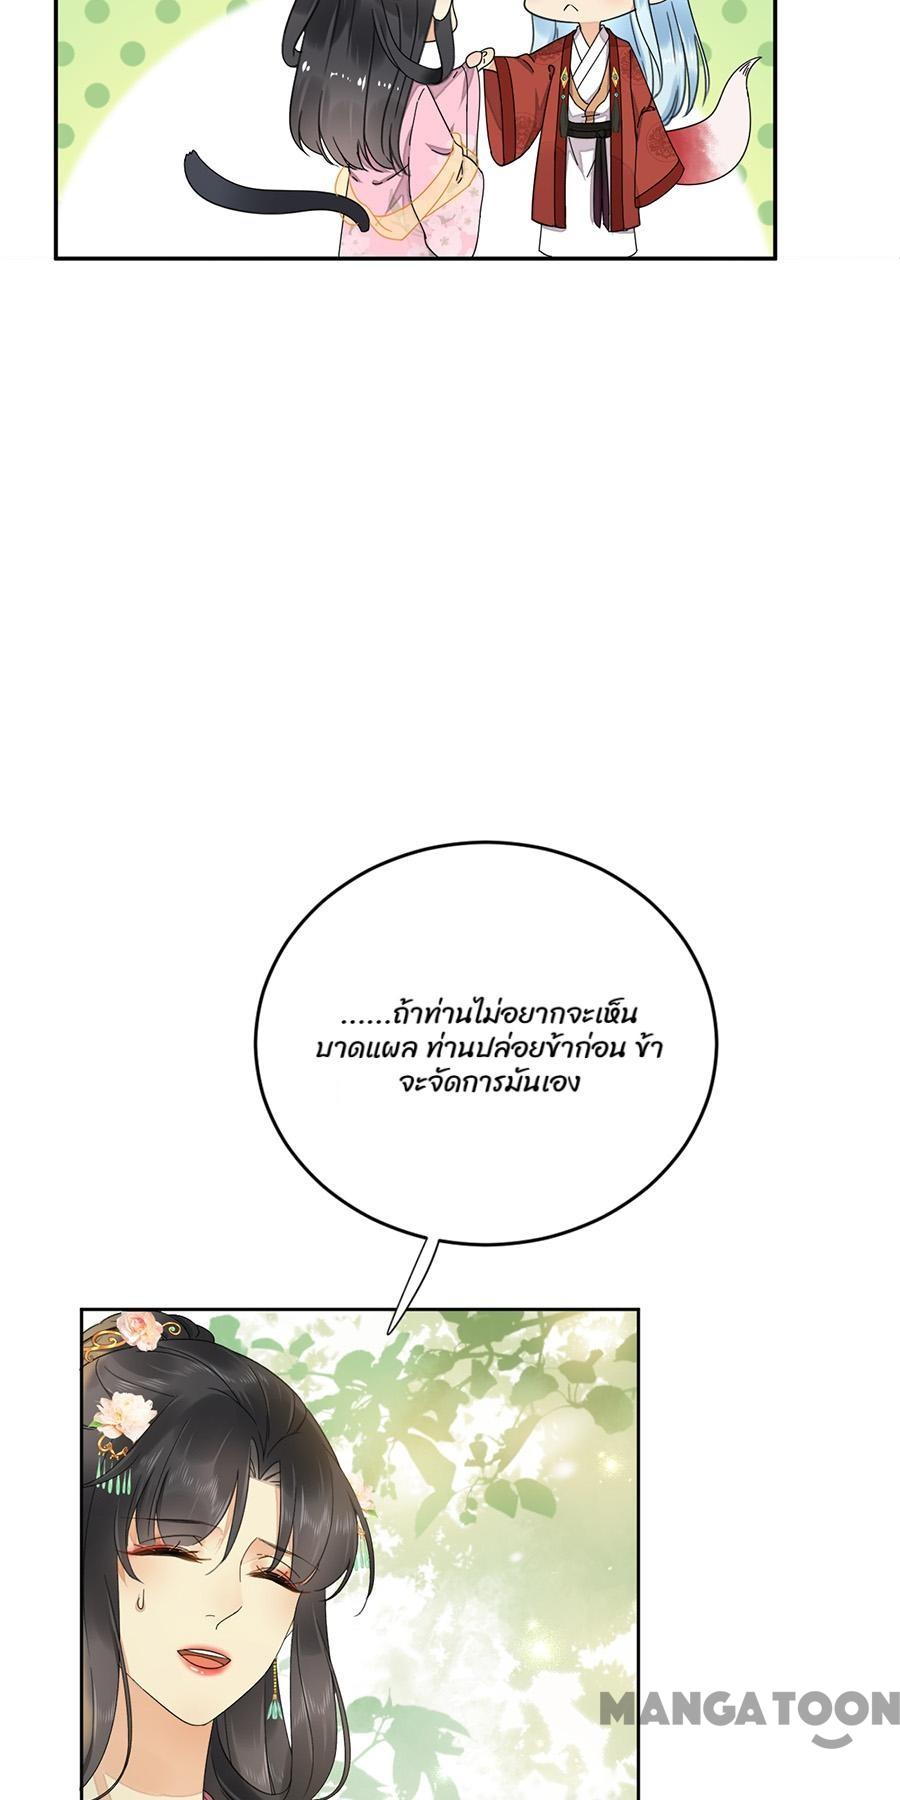 ......ถ้าท่านไม่อยากจะเห็น
บาดแผล ท่านปล่อยข้าก่อน ข้า
จะจัดการมันเอง
MANGA TOON